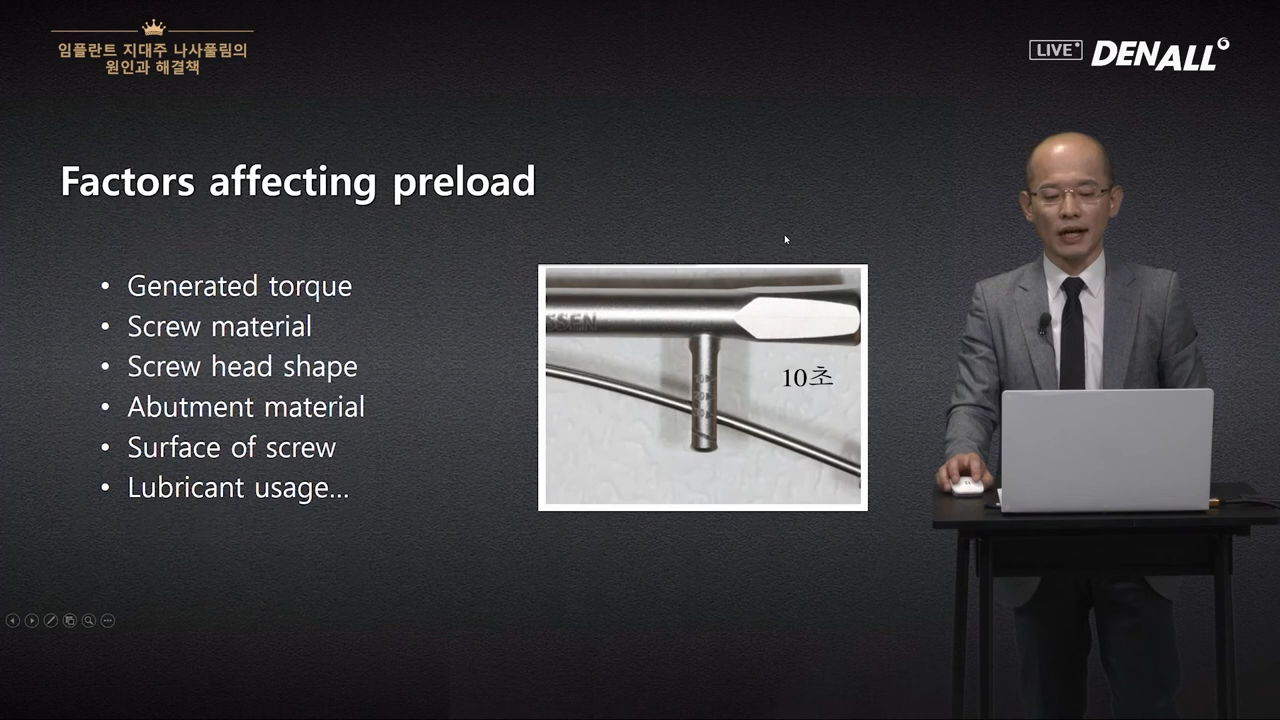 임플란트 지대주 나사풀림의
원인과 해결책
LIVE
DENALL
Factors affecting preload
• Generated torque
• Screw material
• Screw head shape
• Abutment material
• Surface of screw
• Lubricant usage...
SSEN
10초